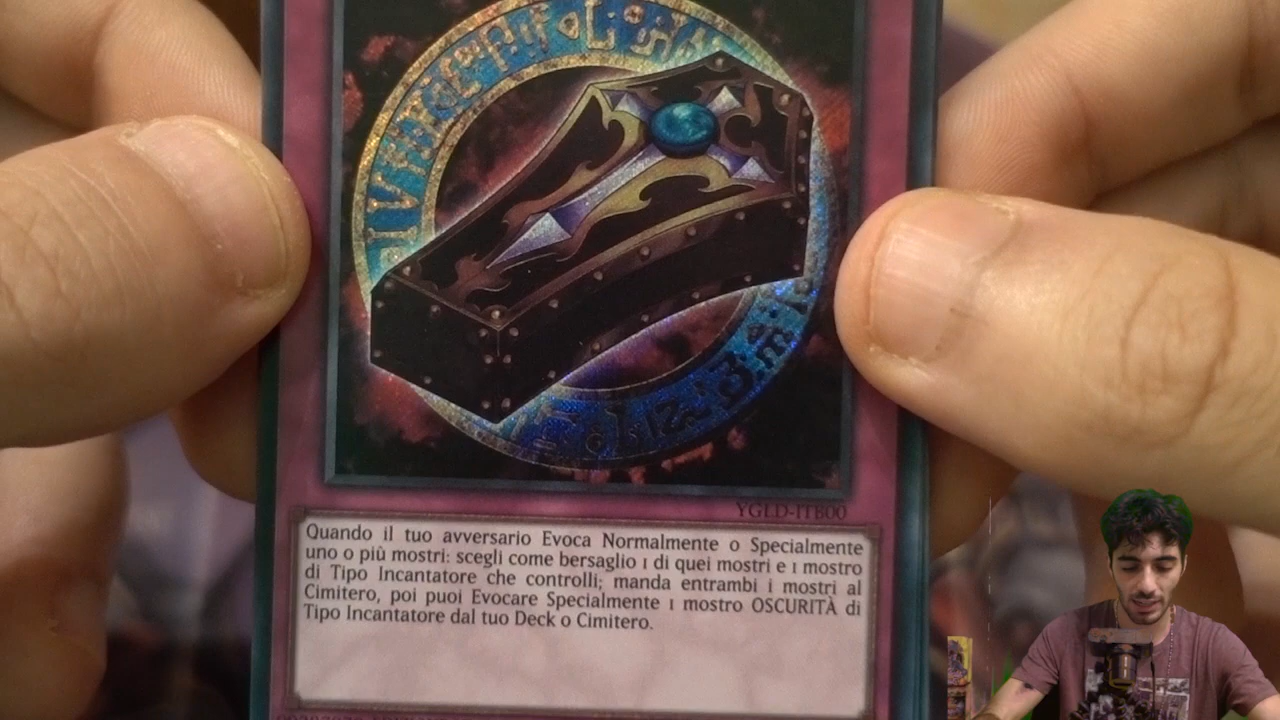 YGLD-ITB00
Quando il tuo avversario Evoca Normalmente o Specialmente
uno o più mostri: scegli come bersaglio 1 di quei mostri e 1 mostro
di Tipo Incantatore che controlli; manda entrambi i mostri al
Cimitero, poi puoi Evocare Specialmente 1 mostro OSCURITÀ di
Tipo Incantatore dal tuo Deck o Cimitero.